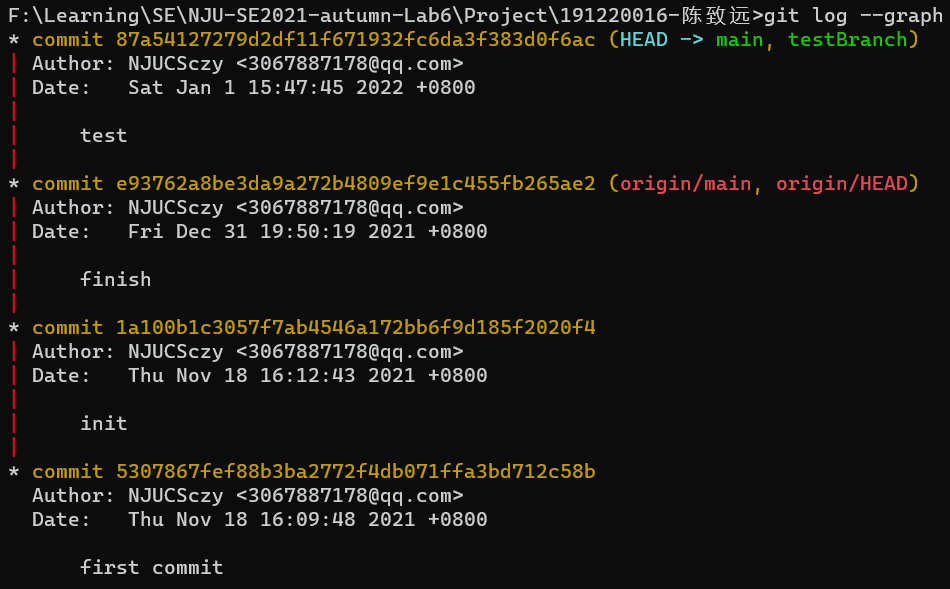 F:\Learning\SE\NJU-SE2021-autumn-Lab6\Project\191220016-陈致远>git log --graph
* commit 87a54127279d2df11f671932fc6da3f383d0f6ac (HEAD -> main, testBranch)
| Author: NJUCSczy <3067887178@qq.com>
| Date:   Sat Jan 1 15:47:45 2022 +0800
|
|     test
|
* commit e93762a8be3da9a272b4809ef9e1c455fb265ae2 (origin/main, origin/HEAD)
| Author: NJUCSczy <3067887178@qq.com>
| Date:   Fri Dec 31 19:50:19 2021 +0800
|
|     finish
|
* commit 1a100b1c3057f7ab4546a172bb6f9d185f2020f4
| Author: NJUCSczy <3067887178@qq.com>
| Date:   Thu Nov 18 16:12:43 2021 +0800
|
|     init
|
* commit 5307867fef88b3ba2772f4db071ffa3bd712c58b
  Author: NJUCSczy <3067887178@qq.com>
  Date:   Thu Nov 18 16:09:48 2021 +0800

      first commit